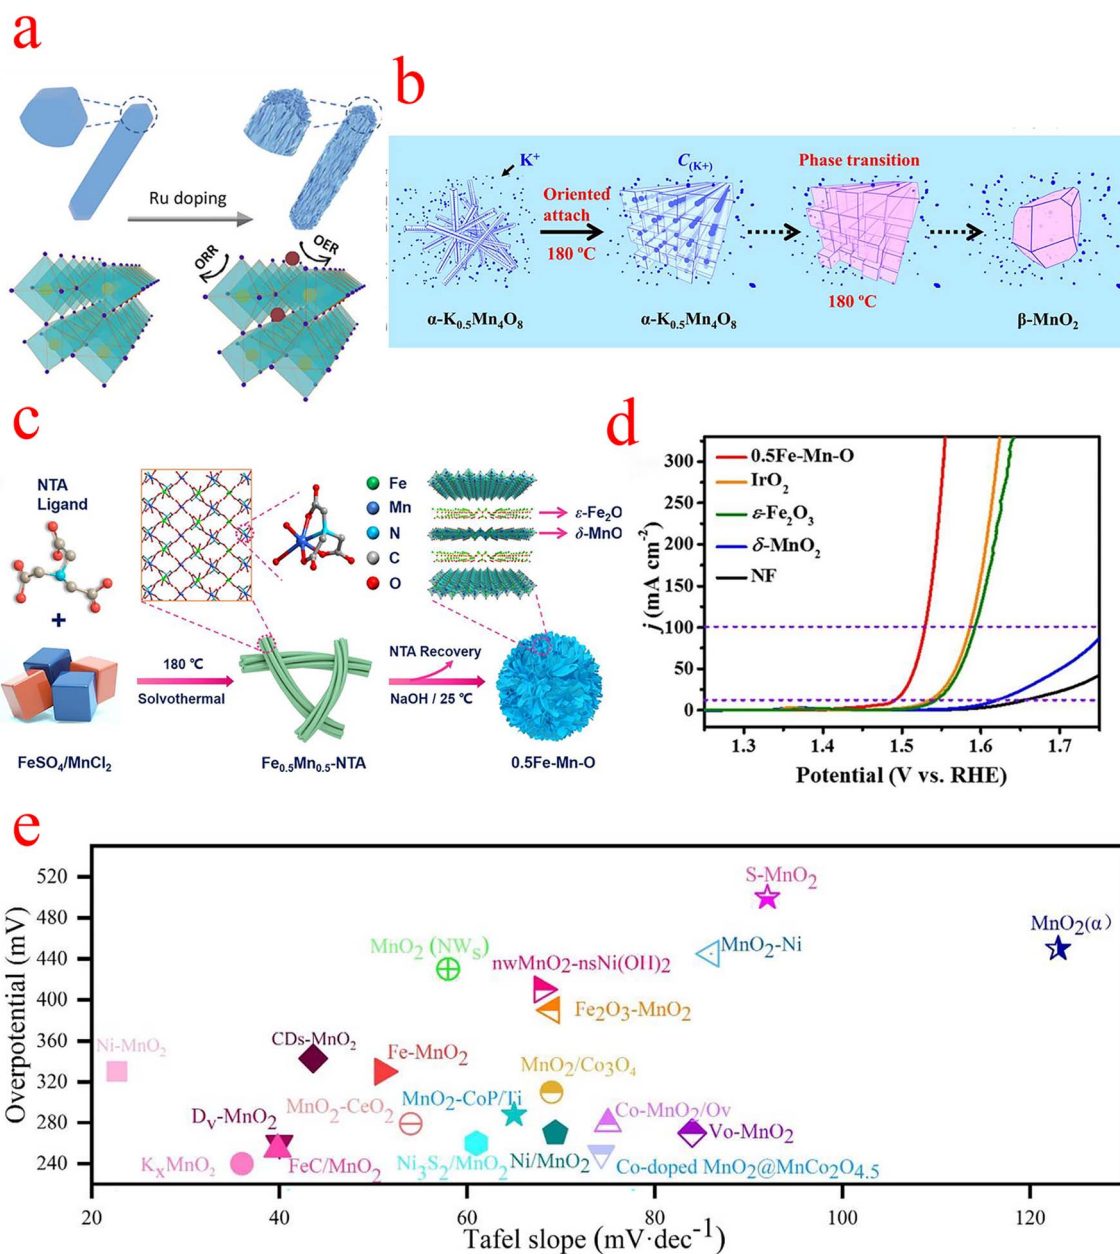 a
Ru doping
ORR
OER
b
K+
C(K+)
Phase transition
Oriented
attach
180 ºC
180 ºC
α-K0.5Mn4O8
α-K0.5Mn4O8
β-MnO2
c
NTA
Ligand
+
Fe
Mn
N
C
O
ε-Fe2O
δ-MnO
180 ℃
Solvothermal
NTA Recovery
NaOH / 25 ℃
FeSO4/MnCl2
Fe0.5Mn0.5-NTA
0.5Fe-Mn-O
d
j (mA cm-2)
300
250
200
150
100
50
0
0.5Fe-Mn-O
IrO2
ε-Fe2O3
δ-MnO2
NF
1.3 1.4 1.5 1.6 1.7
Potential (V vs. RHE)
e
Overpotential (mV)
520
480
440
400
360
320
280
240
S-MnO2
MnO2(α)
MnO2 (NWs)
MnO2-Ni
nwMnO2-nsNi(OH)2
Fe2O3-MnO2
Ni-MnO2
CDs-MnO2
Fe-MnO2
MnO2/Co3O4
MnO2-CoP/Ti
MnO2-CeO2
Dv-MnO2
Co-MnO2/Ov
Vo-MnO2
KxMnO2
FeC/MnO2
Ni3S2/MnO2
Ni/MnO2
Co-doped MnO2@MnCo2O4.5
20 40 60 80 100 120
Tafel slope (mV·dec-1)